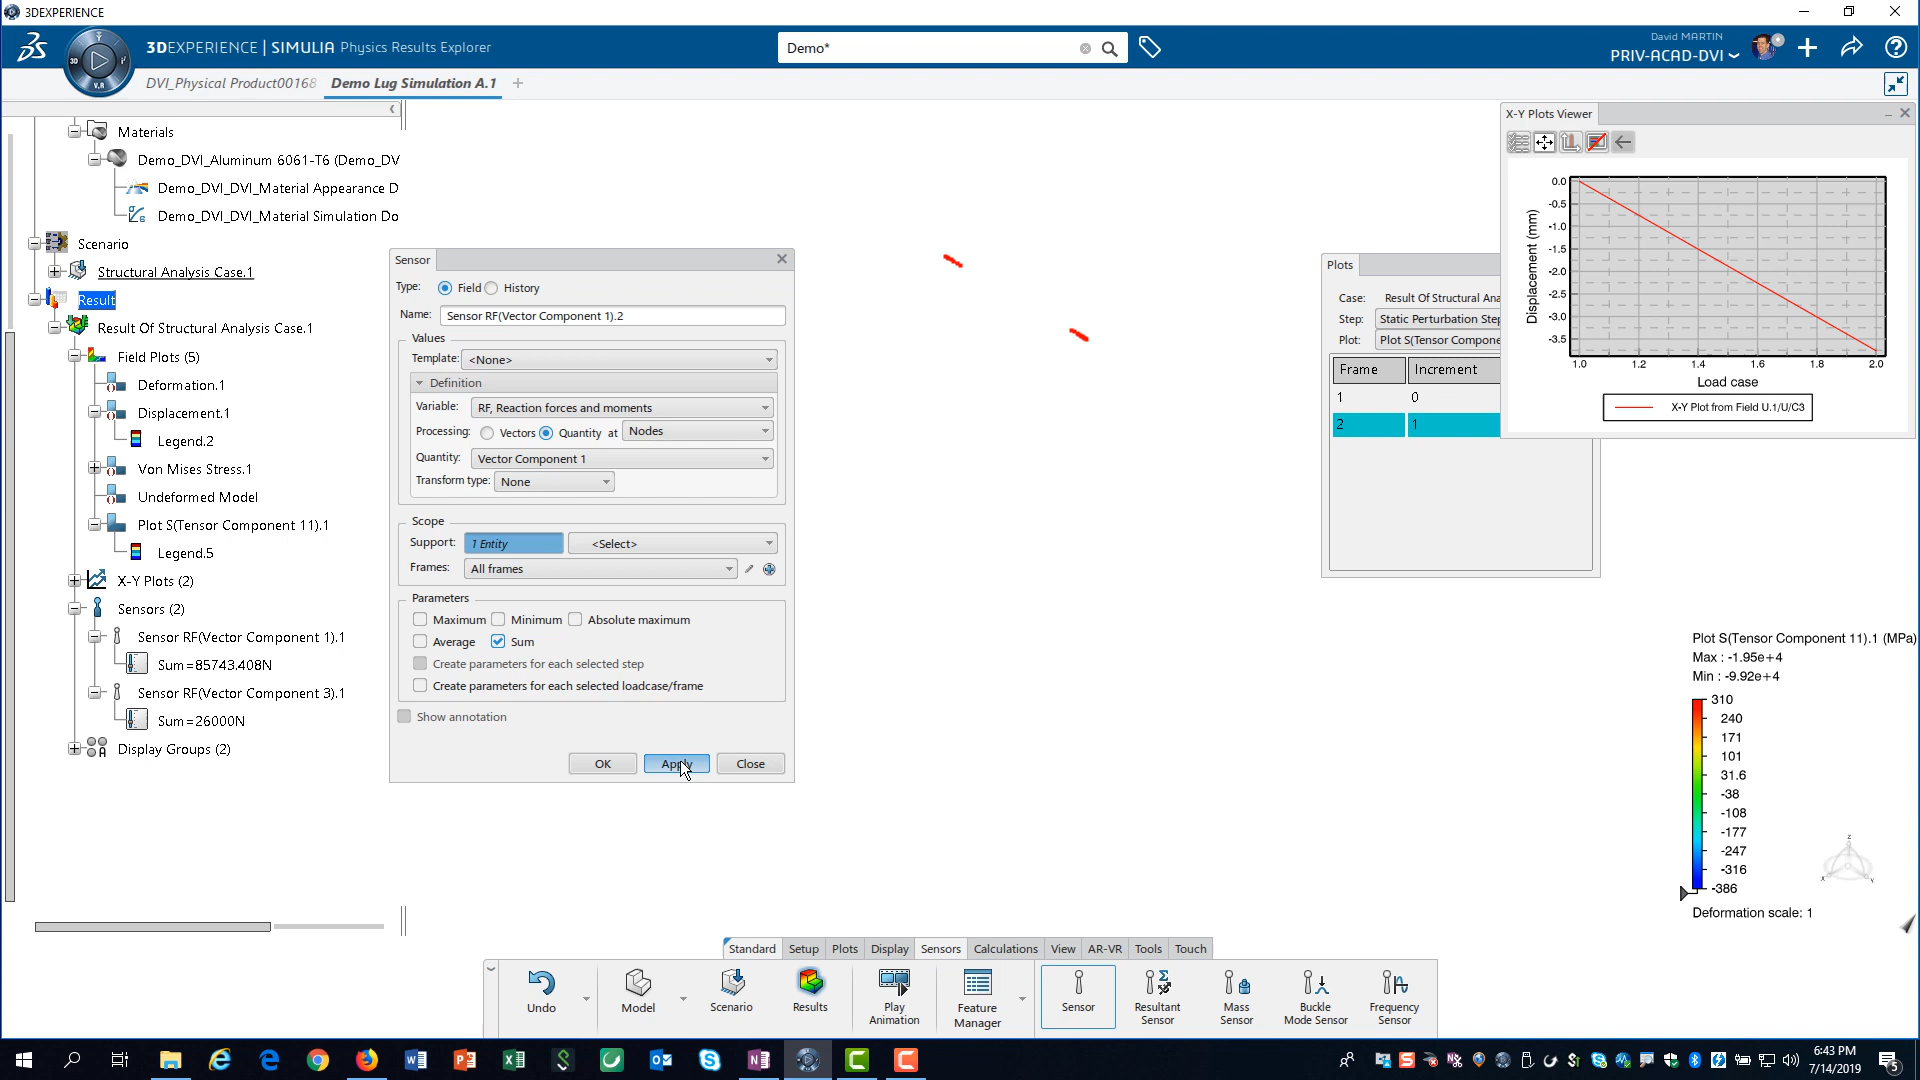 3DEXPERIENCE
3DEXPERIENCE | SIMULIA Physics Results Explorer
Demo*
David MARTIN
PRIV-ACAD-DVI
3D
V.R
DVI_Physical Product00168
Demo Lug Simulation A.1
Materials
Demo_DVI_Aluminum 6061-T6 (Demo_DV
Demo_DVI_DVI_Material Appearance D
Demo_DVI_DVI_Material Simulation Do
Scenario
Structural Analysis Case.1
Result
Result Of Structural Analysis Case.1
Field Plots (5)
Deformation.1
Displacement.1
Legend.2
Von Mises Stress.1
Undeformed Model
Plot S(Tensor Component 11).1
Legend.5
X-Y Plots (2)
Sensors (2)
Sensor RF(Vector Component 1).1
Sum=85743.408N
Sensor RF(Vector Component 3).1
Sum=26000N
Display Groups (2)
Sensor
Type: Field History
Name: Sensor RF(Vector Component 1).2
Values
Template: <None>
Definition
Variable: RF, Reaction forces and moments
Processing: Vectors Quantity at Nodes
Quantity: Vector Component 1
Transform type: None
Scope
Support: 1 Entity <Select>
Frames: All frames
Parameters
Maximum Minimum Absolute maximum
Average Sum
Create parameters for each selected step
Create parameters for each selected loadcase/frame
Show annotation
OK Apply Close
Plots
Case: Result Of Structural Ana
Step: Static Perturbation Step
Plot: Plot S(Tensor Compone
Frame Increment
1 0
2 1
X-Y Plots Viewer
0.0
-0.5
-1.0
-1.5
-2.0
-2.5
-3.0
-3.5
Displacement (mm)
1.0 1.2 1.4 1.6 1.8 2.0
Load case
X-Y Plot from Field U.1/U/C3
Plot S(Tensor Component 11).1 (MPa)
Max : -1.95e+4
Min : -9.92e+4
310
240
171
101
31.6
-38
-108
-177
-247
-316
-386
Deformation scale: 1
Standard Setup Plots Display Sensors Calculations View AR-VR Tools Touch
Undo
Model
Scenario
Results
Play Animation
Feature Manager
Sensor
Resultant Sensor
Mass Sensor
Buckle Mode Sensor
Frequency Sensor
6:43 PM
7/14/2019
5